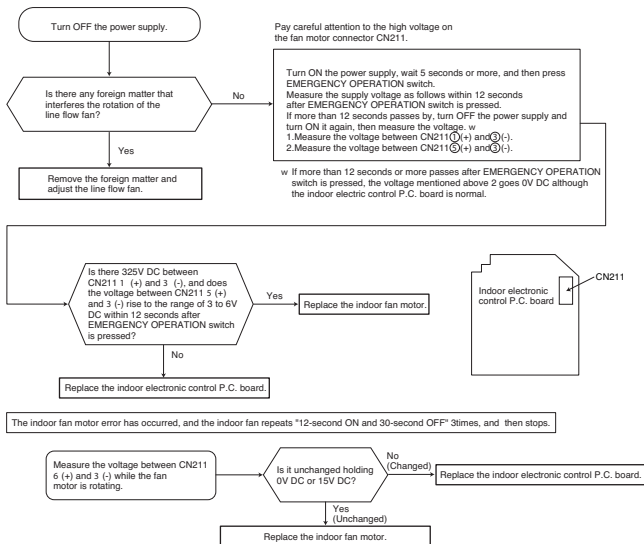 Turn OFF the power supply.
Pay careful attention to the high voltage on
the fan motor connector CN211.
Is there any foreign matter that
interferes the rotation of the
line flow fan?
No
Turn ON the power supply, wait 5 seconds or more, and then press
EMERGENCY OPERATION switch.
Measure the supply voltage as follows within 12 seconds
after EMERGENCY OPERATION switch is pressed.
If more than 12 seconds passes by, turn OFF the power supply and
turn ON it again, then measure the voltage. w
1.Measure the voltage between CN211①(+) and③(-).
2.Measure the voltage between CN211⑤(+) and③(-).
Yes
Remove the foreign matter and
adjust the line flow fan.
w If more than 12 seconds or more passes after EMERGENCY OPERATION
switch is pressed, the voltage mentioned above 2 goes 0V DC although
the indoor electric control P.C. board is normal.
Is there 325V DC between
CN211 1 (+) and 3 (-), and does
the voltage between CN211 5 (+)
and 3 (-) rise to the range of 3 to 6V
DC within 12 seconds after
EMERGENCY OPERATION switch
is pressed?
Yes
Replace the indoor fan motor.
No
Replace the indoor electronic control P.C. board.
Indoor electronic
control P.C. board
CN211
The indoor fan motor error has occurred, and the indoor fan repeats "12-second ON and 30-second OFF" 3times, and then stops.
Measure the voltage between CN211
6 (+) and 3 (-) while the fan
motor is rotating.
Is it unchanged holding
0V DC or 15V DC?
No
(Changed)
Replace the indoor electronic control P.C. board.
Yes
(Unchanged)
Replace the indoor fan motor.